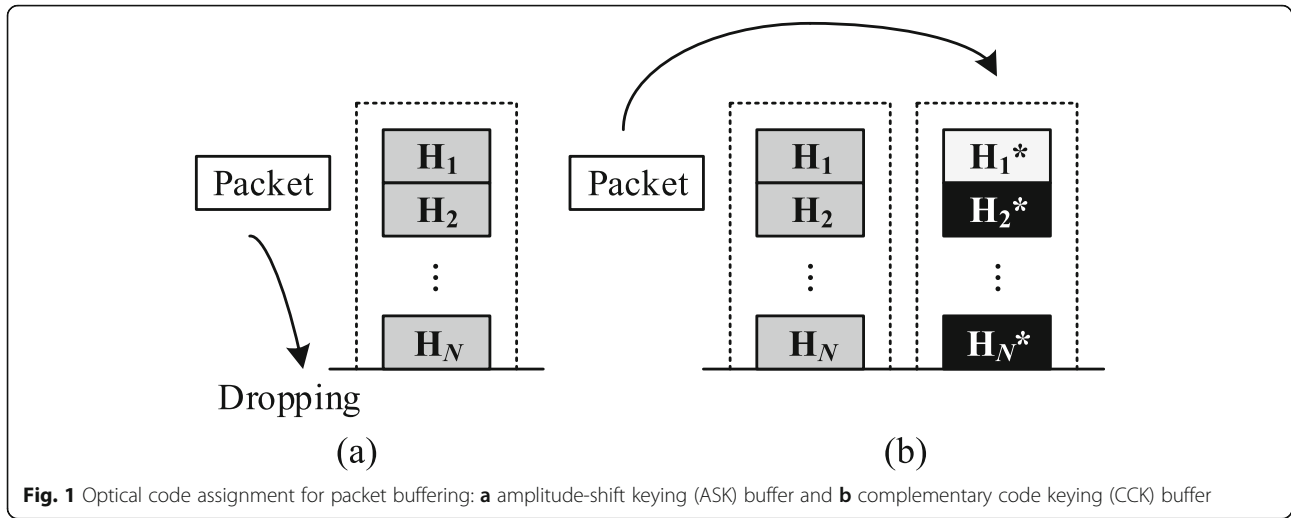 Packet
H1
H2
⋮
HN
Dropping
(a)
Packet
H1
H2
⋮
HN
H1*
H2*
⋮
HN*
(b)
Fig. 1 Optical code assignment for packet buffering: a amplitude-shift keying (ASK) buffer and b complementary code keying (CCK) buffer